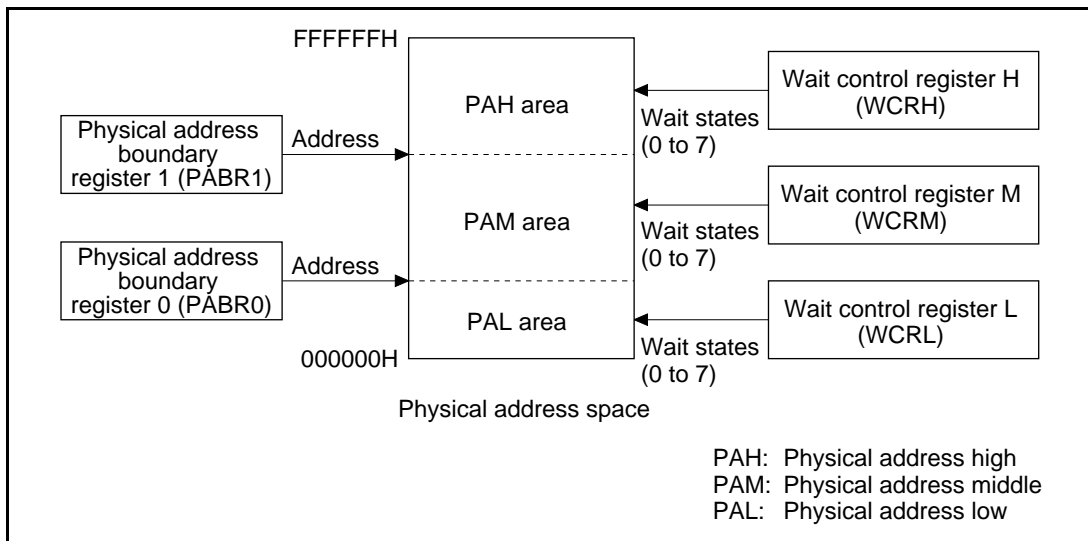 FFFFFFH
PAH area
Wait control register H
(WCRH)
Wait states
(0 to 7)
Physical address
boundary
register 1 (PABR1)
Address
PAM area
Wait control register M
(WCRM)
Wait states
(0 to 7)
Physical address
boundary
register 0 (PABR0)
Address
PAL area
Wait control register L
(WCRL)
Wait states
(0 to 7)
000000H
Physical address space
PAH: Physical address high
PAM: Physical address middle
PAL: Physical address low